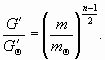 G′/G′⊕ = (m/m⊕)^((n−1)/2).